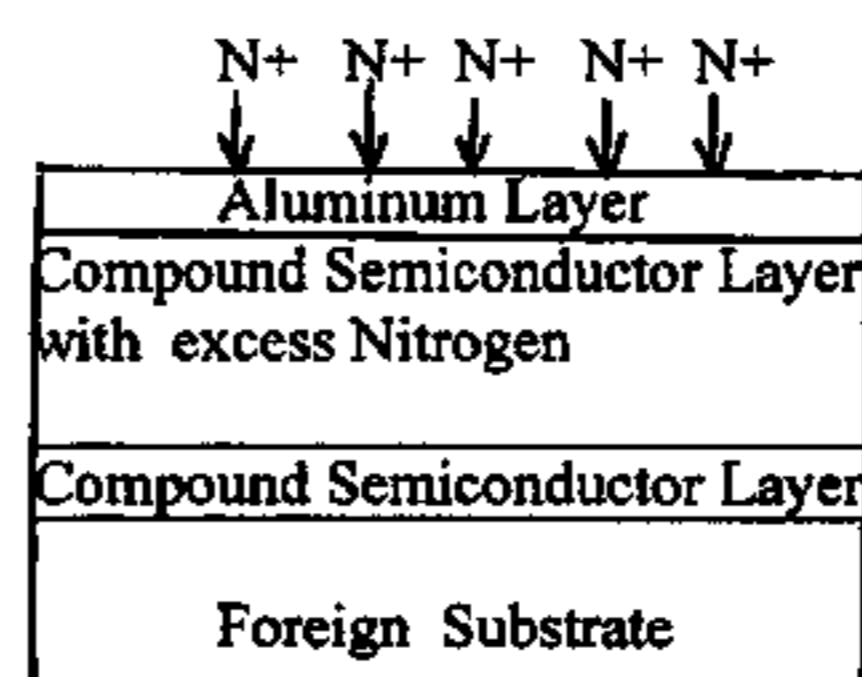 N+ N+ N+ N+ N+
Aluminum Layer
Compound Semiconductor Layer
with excess Nitrogen
Compound Semiconductor Layer
Foreign Substrate